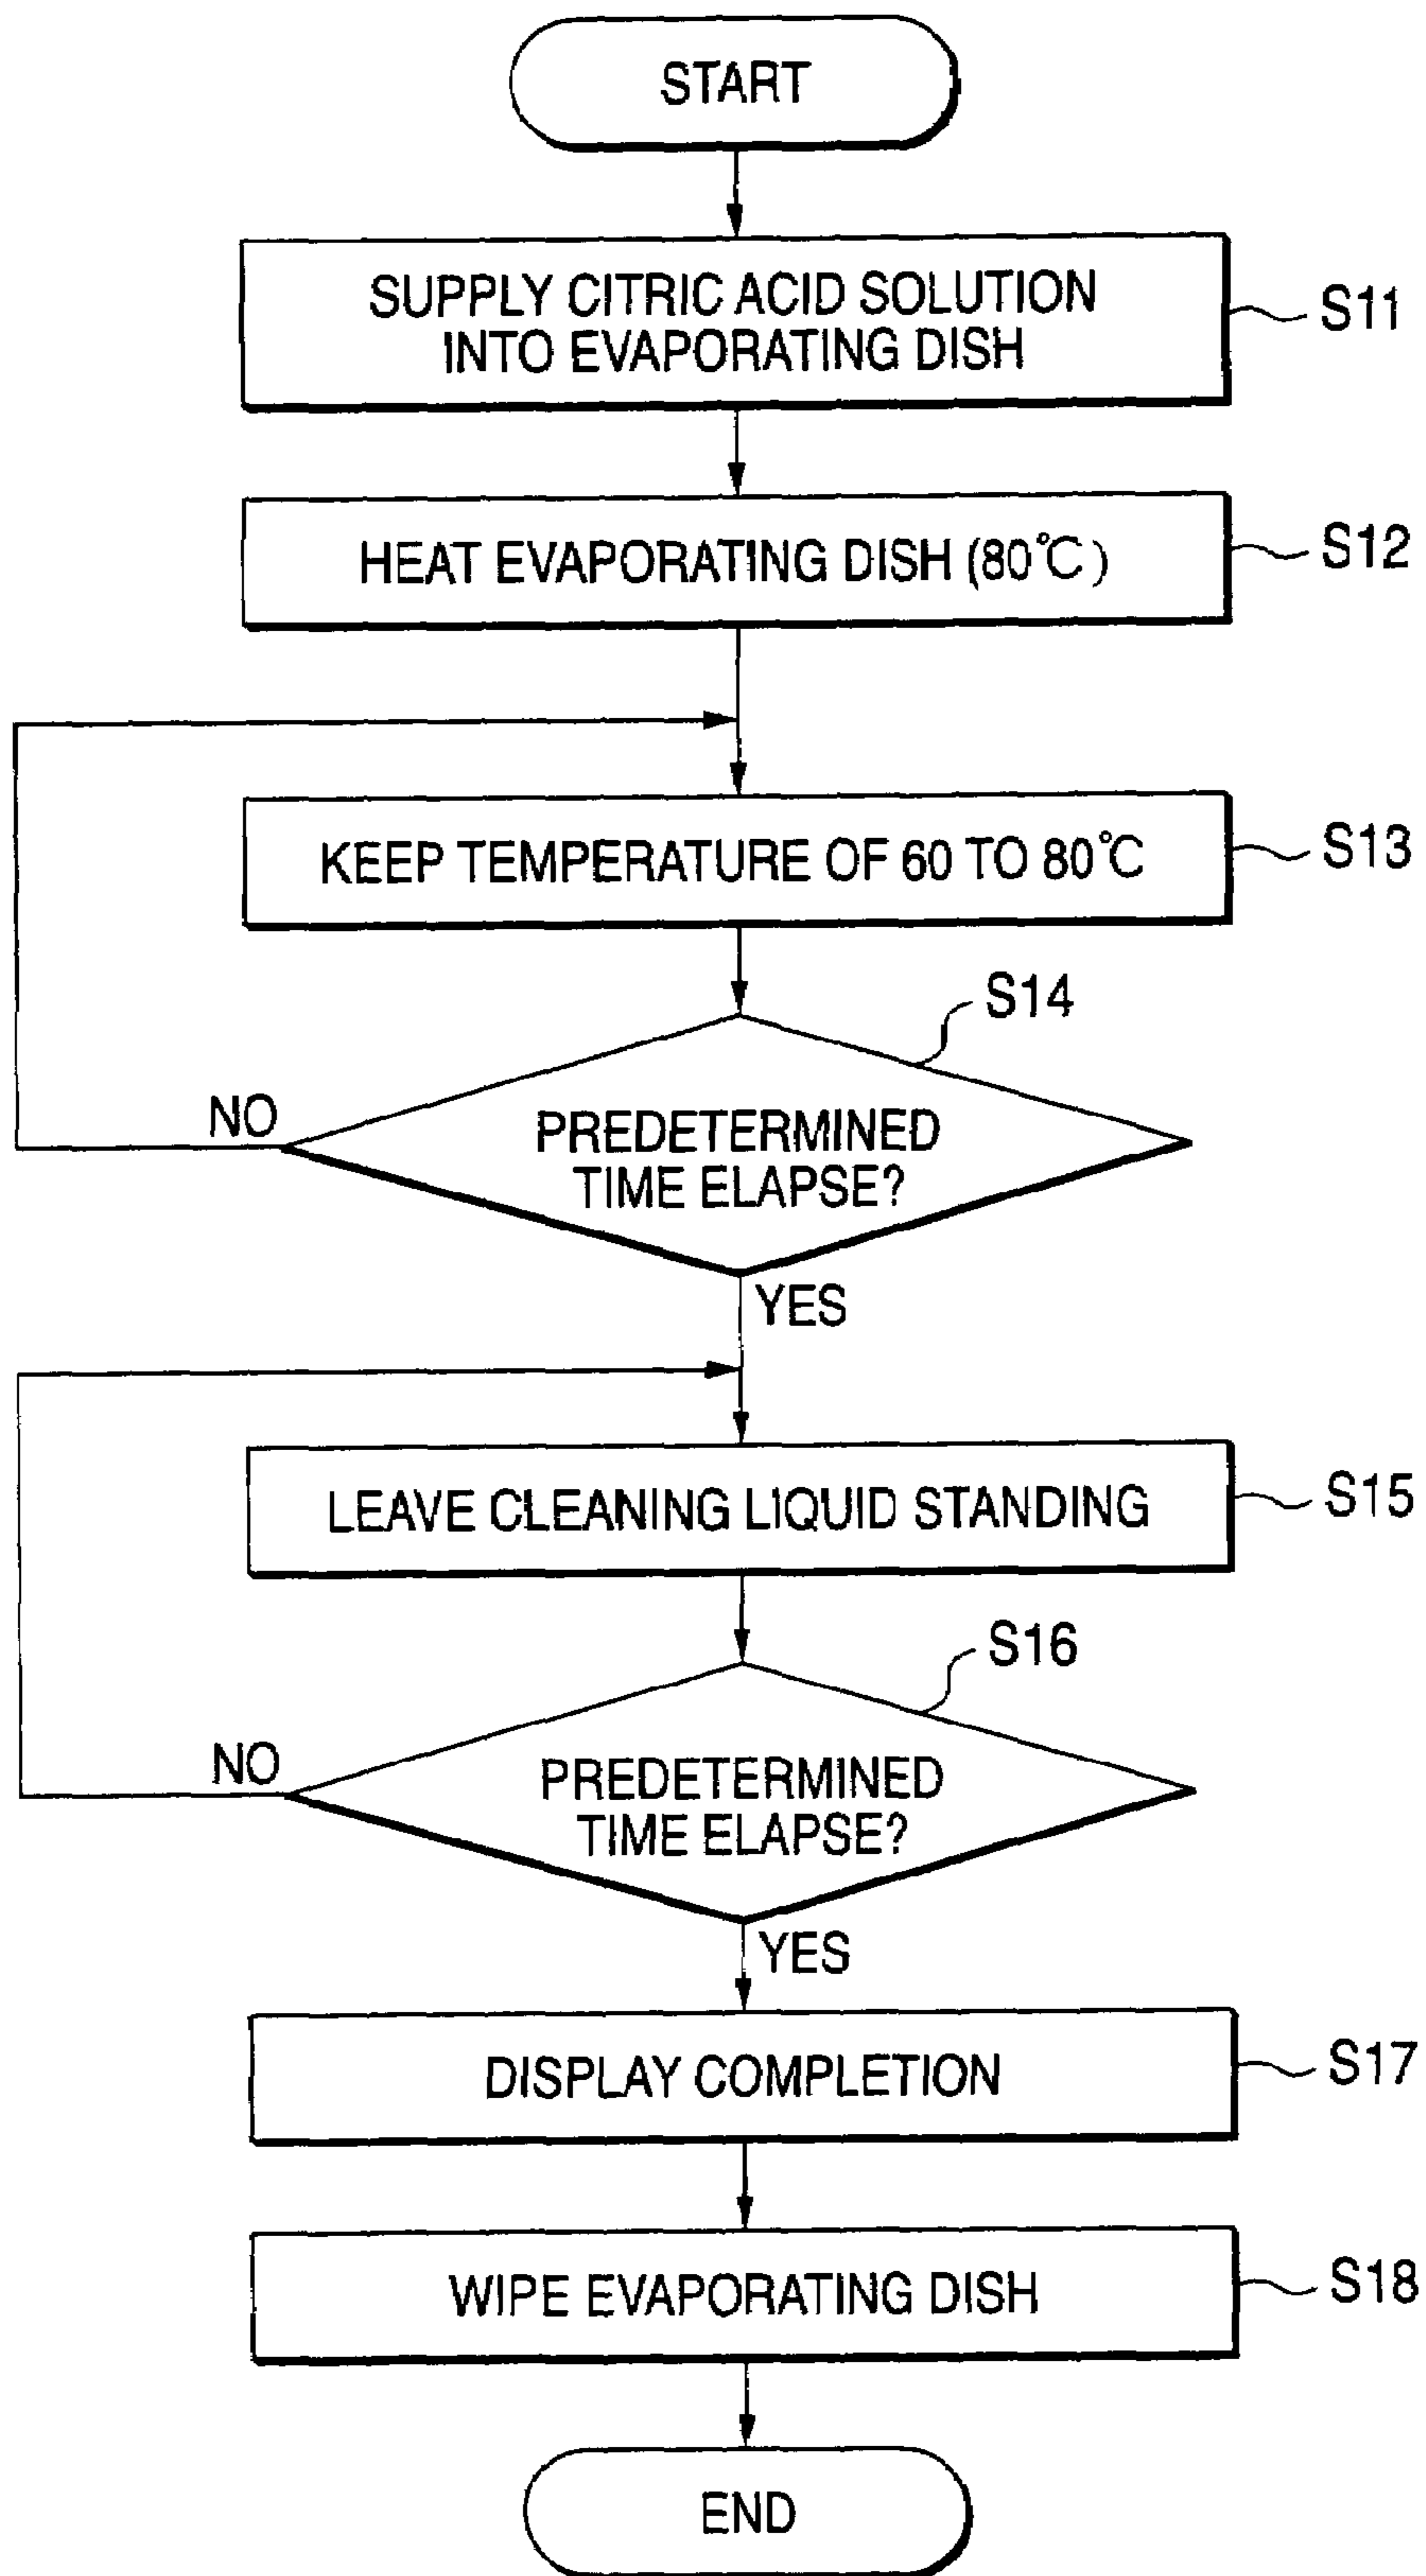 START
SUPPLY CITRIC ACID SOLUTION
INTO EVAPORATING DISH
S11
HEAT EVAPORATING DISH (80℃)
S12
KEEP TEMPERATURE OF 60 TO 80℃
S13
S14
NO
PREDETERMINED
TIME ELAPSE?
YES
LEAVE CLEANING LIQUID STANDING
S15
S16
NO
PREDETERMINED
TIME ELAPSE?
YES
DISPLAY COMPLETION
S17
WIPE EVAPORATING DISH
S18
END